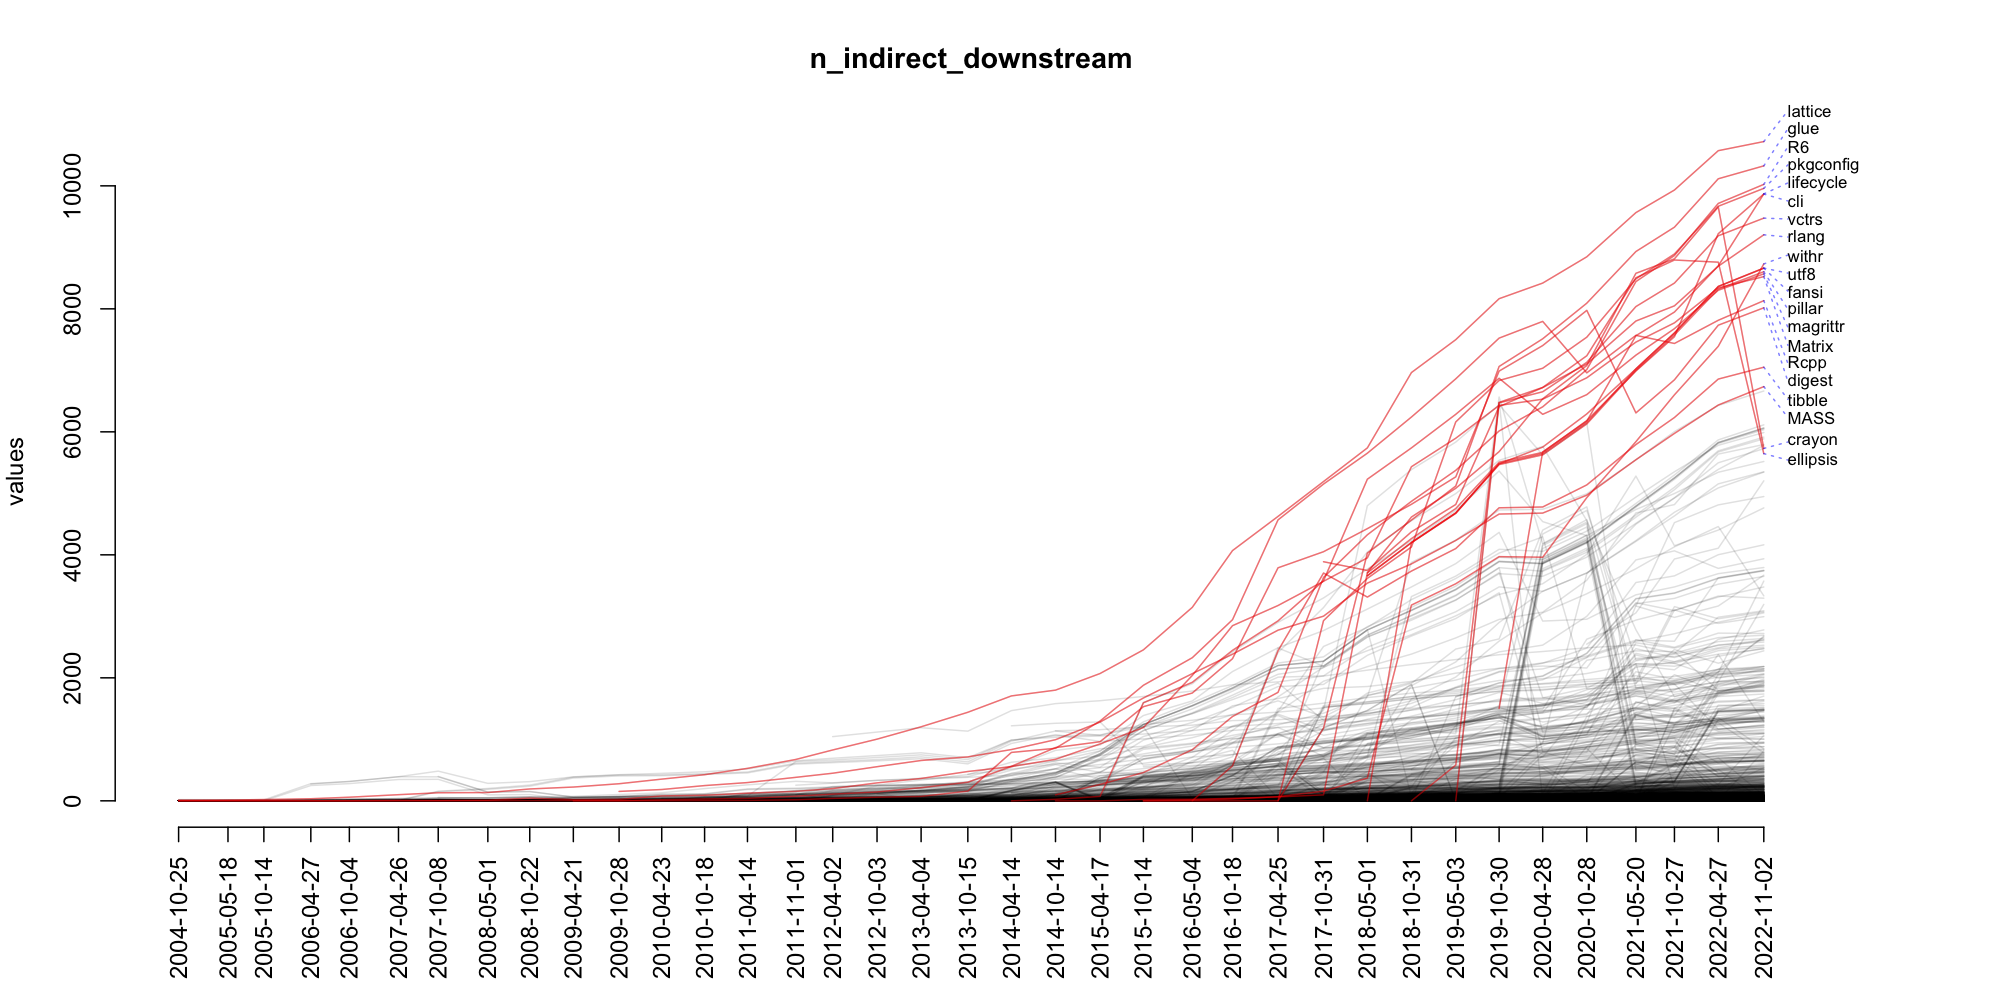 n_indirect_downstream
values
10000
8000
6000
4000
2000
0
lattice
glue
R6
pkgconfig
lifecycle
cli
vctrs
rlang
withr
utf8
fansi
pillar
magrittr
Matrix
Rcpp
digest
tibble
MASS
crayon
ellipsis
2004-10-25
2005-05-18
2005-10-14
2006-04-27
2006-10-04
2007-04-26
2007-10-08
2008-05-01
2008-10-22
2009-04-21
2009-10-28
2010-04-23
2010-10-18
2011-04-14
2011-11-01
2012-04-02
2012-10-03
2013-04-04
2013-10-15
2014-04-14
2014-10-14
2015-04-17
2015-10-14
2016-05-04
2016-10-18
2017-04-25
2017-10-31
2018-05-01
2018-10-31
2019-05-03
2019-10-30
2020-04-28
2020-10-28
2021-05-20
2021-10-27
2022-04-27
2022-11-02